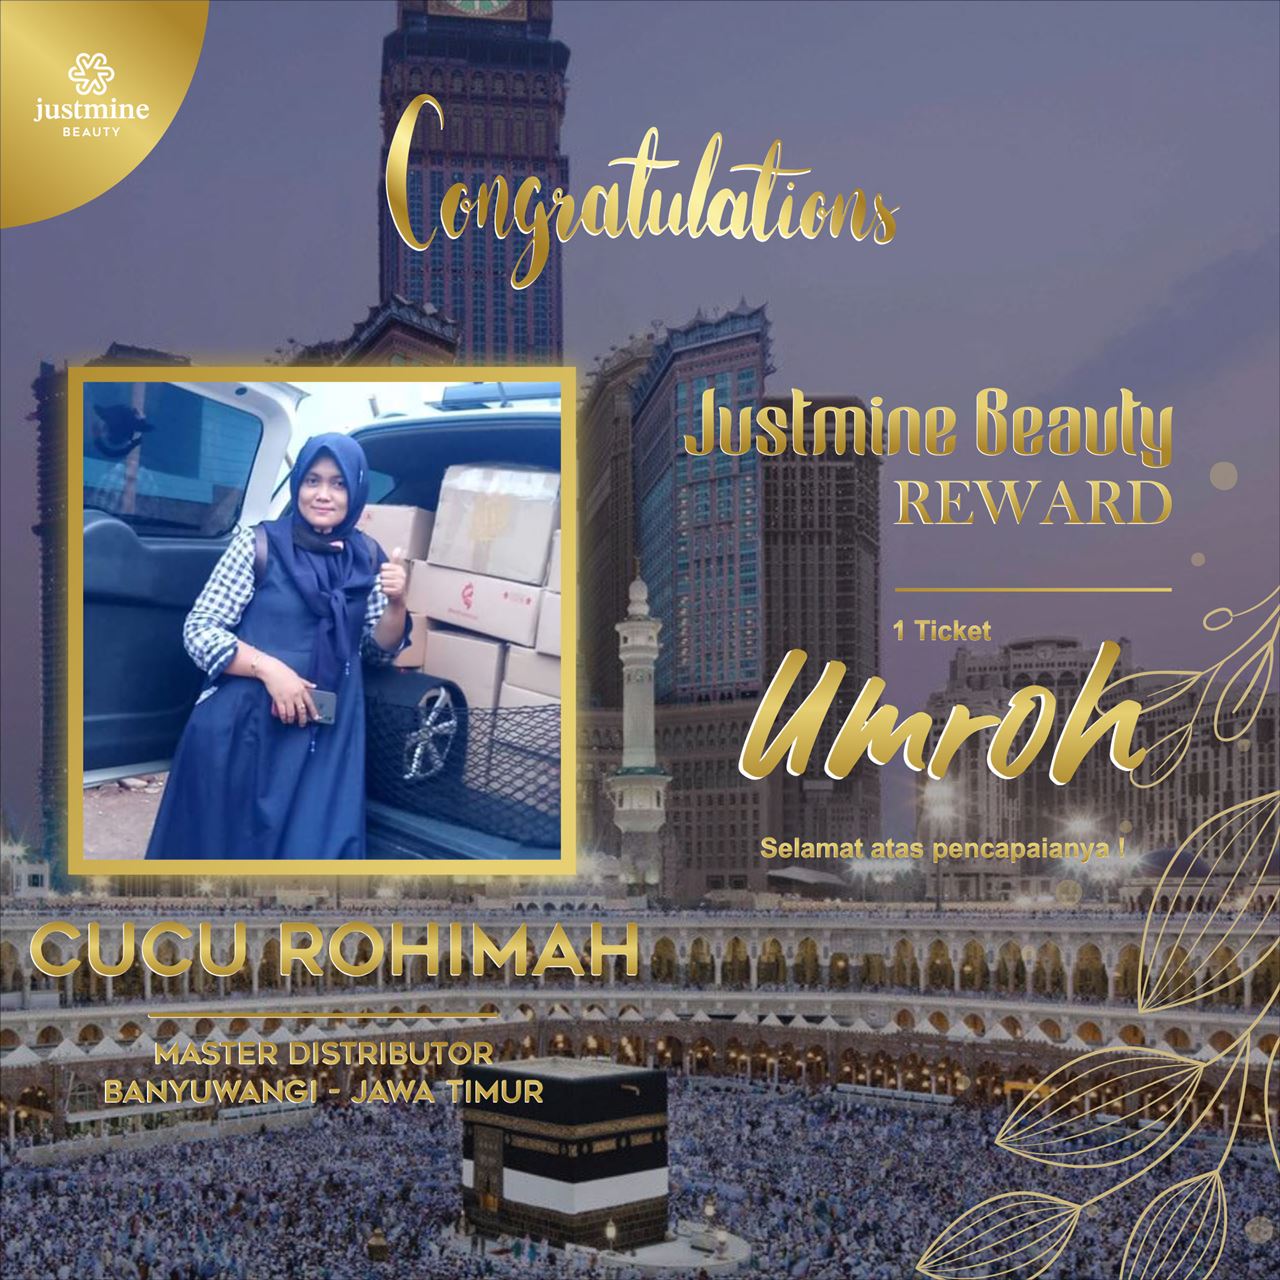 justmine
BEAUTY
Congratulations
Justmine Beauty
REWARD
1 Ticket
Umroh
Selamat atas pencapaianya !
CUCU ROHIMAH
MASTER DISTRIBUTOR
BANYUWANGI - JAWA TIMUR